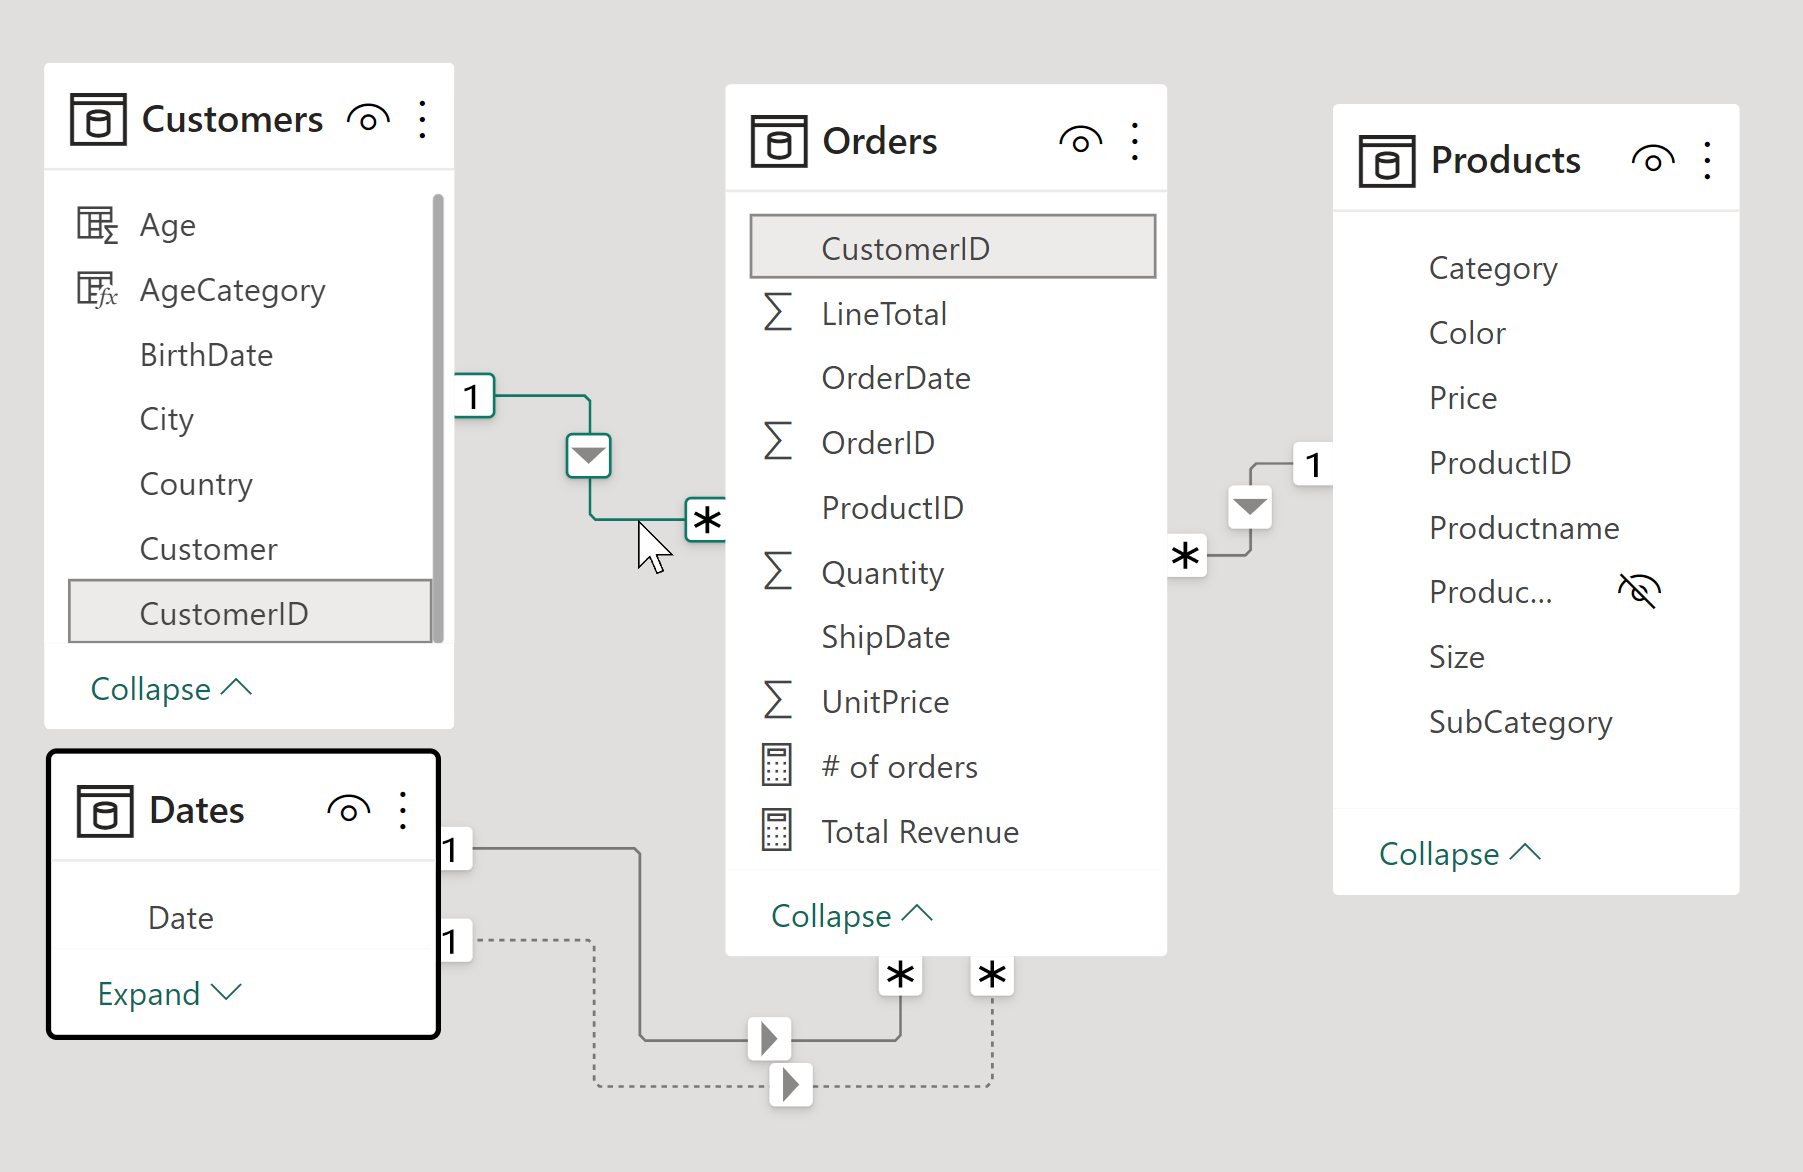 Customers
Age
AgeCategory
BirthDate
City
Country
Customer
CustomerID
Collapse
1
*
Orders
CustomerID
LineTotal
OrderDate
OrderID
ProductID
Quantity
ShipDate
UnitPrice
# of orders
Total Revenue
Collapse
*
1
Products
Category
Color
Price
ProductID
Productname
Produc...
Size
SubCategory
Collapse
Dates
Date
Expand
1
1
*
*